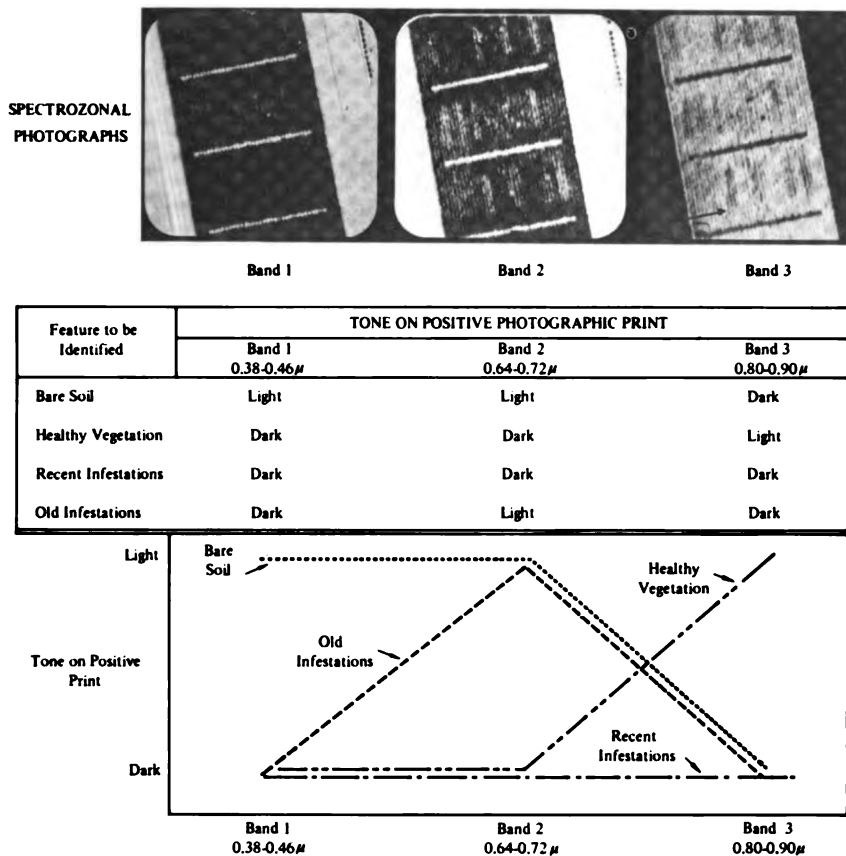 SPECTROZONAL
PHOTOGRAPHS
Band 1 Band 2 Band 3
Feature to be
Identified
TONE ON POSITIVE PHOTOGRAPHIC PRINT
Band 1 Band 2 Band 3
0.38-0.46μ 0.64-0.72μ 0.80-0.90μ
Bare Soil Light Light Dark
Healthy Vegetation Dark Dark Light
Recent Infestations Dark Dark Dark
Old Infestations Dark Light Dark
Light
Bare
Soil
Healthy
Vegetation
Old
Infestations
Tone on Positive
Print
Recent
Infestations
Dark
Band 1 Band 2 Band 3
0.38-0.46μ 0.64-0.72μ 0.80-0.90μ